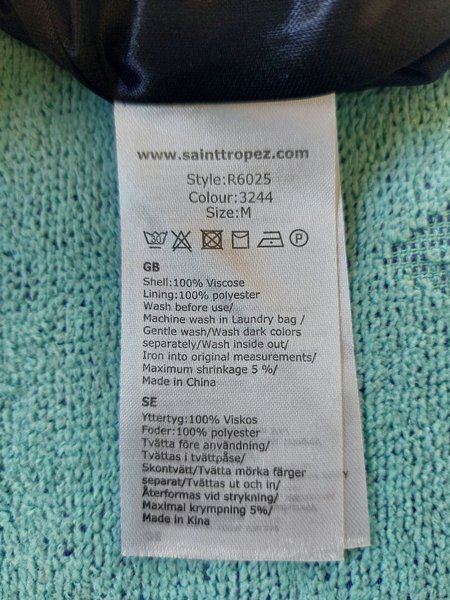 www.sainttropez.com
Style:R6025
Colour:3244
Size:M
P
GB
Shell:100% Viscose
Lining:100% polyester
Wash before use/
Machine wash in Laundry bag /
Gentle wash/Wash dark colors
separately/Wash inside out/
Iron into original measurements/
Maximum shrinkage 5 %/
Made in China
SE
Yttertyg:100% Viskos
Foder:100% polyester
Tvätta före användning/
Tvättas i tvättpåse/
Skontvätt/Tvätta mörka färger
separat/Tvättas ut och in/
Återformas vid strykning/
Maximal krympning 5%/
Made in Kina